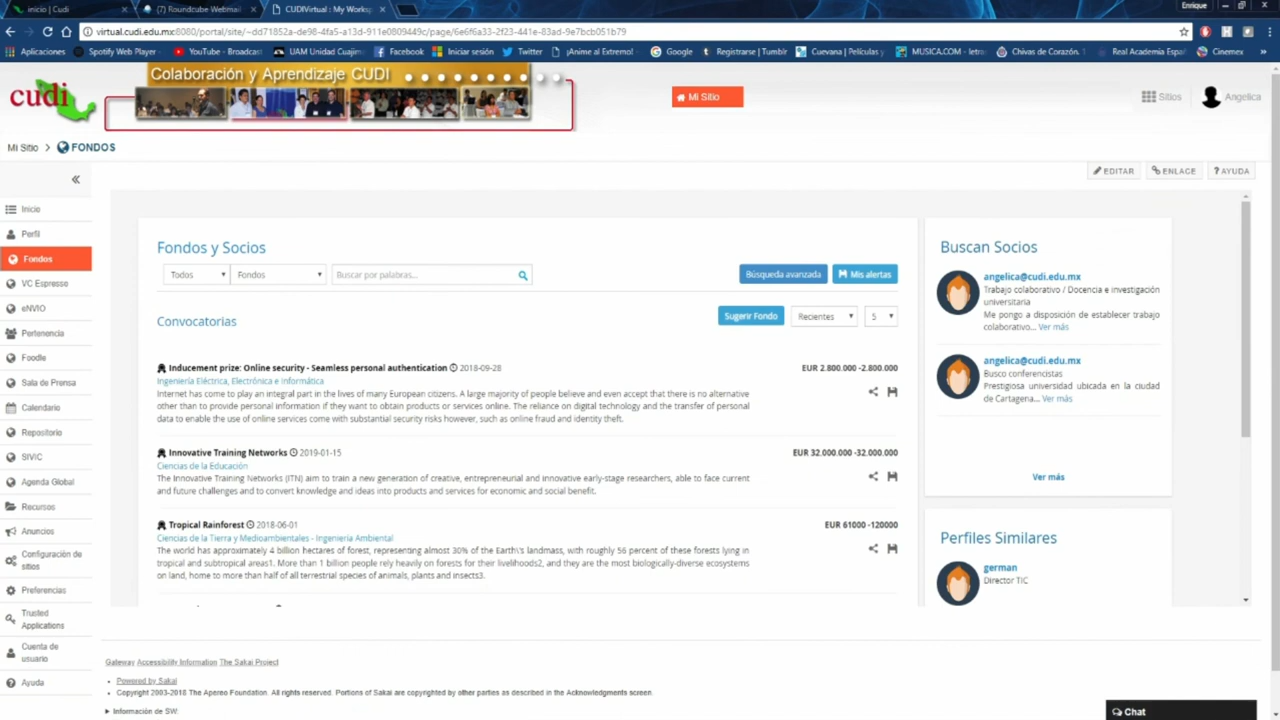 inicio | Cudi
(7) Roundcube Webmail
CUDIVirtual : My Worksp
Enrique
virtual.cudi.edu.mx:8080/portal/site/~dd71852a-de98-4fa5-a13d-911e0809449c/page/6e6f6a33-2f23-441e-83ad-9e7bcb051b79
Aplicaciones
Spotify Web Player -
YouTube - Broadcast
UAM Unidad Cuajim
Facebook
Iniciar sesión
Twitter
¡Anime al Extremo! -
Google
Registrarse | Tumblr
Cuevana | Películas y
MUSICA.COM - letra
Chivas de Corazón.
Real Academia Espa
Cinemex
cudi
Colaboración y Aprendizaje CUDI
Mi Sitio
Sitios
Angelica
Mi Sitio > FONDOS
EDITAR
ENLACE
? AYUDA
Inicio
Perfil
Fondos
VC Espresso
eNVIO
Pertenencia
Foodle
Sala de Prensa
Calendario
Repositorio
SIVIC
Agenda Global
Recursos
Anuncios
Configuración de
sitios
Preferencias
Trusted
Applications
Cuenta de
usuario
Ayuda
Fondos y Socios
Todos
Fondos
Buscar por palabras...
Búsqueda avanzada
Mis alertas
Convocatorias
Sugerir Fondo
Recientes
5
Inducement prize: Online security - Seamless personal authentication 2018-09-28
EUR 2.800.000 -2.800.000
Ingeniería Eléctrica, Electrónica e Informática
Internet has come to play an integral part in the lives of many European citizens. A large majority of people believe and even accept that there is no alternative
other than to provide personal information if they want to obtain products or services online. The reliance on digital technology and the transfer of personal
data to enable the use of online services come with substantial security risks however, such as online fraud and identity theft.
Innovative Training Networks 2019-01-15
EUR 32.000.000 -32.000.000
Ciencias de la Educación
The Innovative Training Networks (ITN) aim to train a new generation of creative, entrepreneurial and innovative early-stage researchers, able to face current
and future challenges and to convert knowledge and ideas into products and services for economic and social benefit.
Tropical Rainforest 2018-06-01
EUR 61000 -120000
Ciencias de la Tierra y Medioambientales - Ingeniería Ambiental
The world has approximately 4 billion hectares of forest, representing almost 30% of the Earth\'s landmass, with roughly 56 percent of these forests lying in
tropical and subtropical areas1. More than 1 billion people rely heavily on forests for their livelihoods2, and they are the most biologically-diverse ecosystems
on land, home to more than half of all terrestrial species of animals, plants and insects3.
Buscan Socios
angelica@cudi.edu.mx
Trabajo colaborativo / Docencia e investigación
universitaria
Me pongo a disposición de establecer trabajo
colaborativo... Ver más
angelica@cudi.edu.mx
Busco conferencistas
Prestigiosa universidad ubicada en la ciudad
de Cartagena... Ver más
Ver más
Perfiles Similares
german
Director TIC
Gateway Accessibility Information The Sakai Project
Powered by Sakai
Copyright 2003-2018 The Apereo Foundation. All rights reserved. Portions of Sakai are copyrighted by other parties as described in the Acknowledgments screen.
Información de SW:
Chat